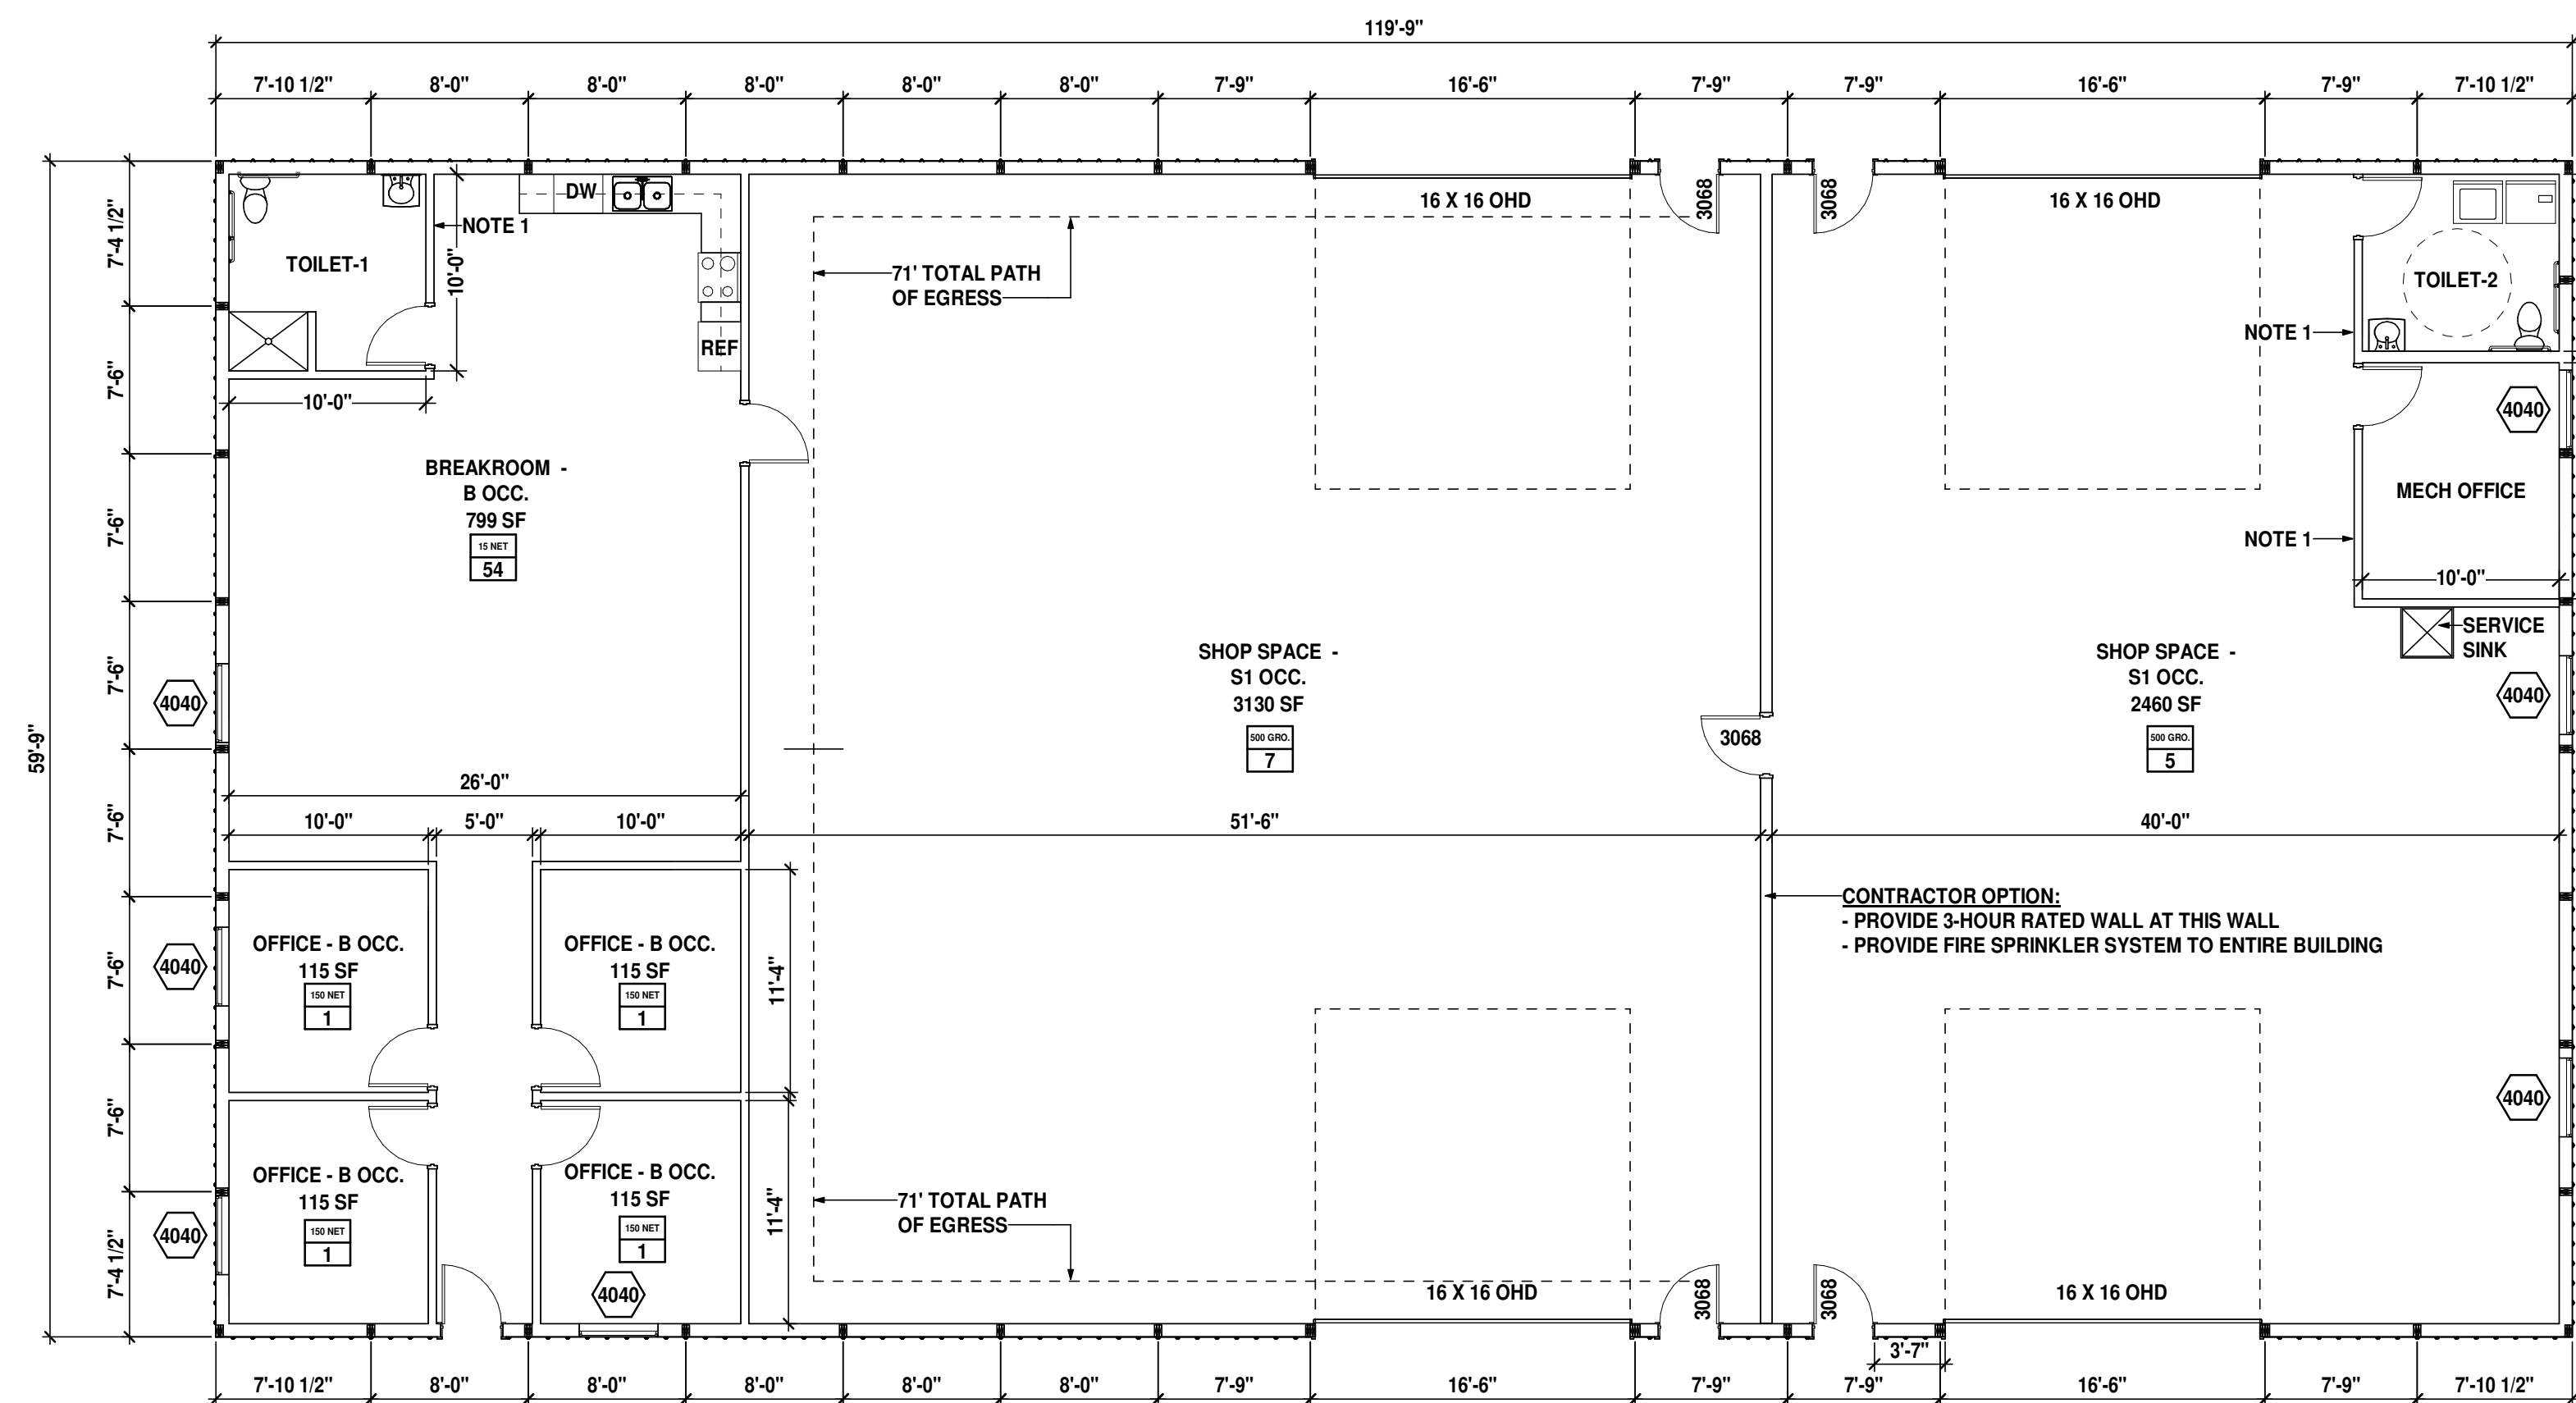 119'-9"
7'-10 1/2" 8'-0" 8'-0" 8'-0" 8'-0" 8'-0" 7'-9" 16'-6" 7'-9" 7'-9" 16'-6" 7'-9" 7'-10 1/2"
59'-9"
7'-4 1/2"
7'-6"
7'-6"
7'-6"
7'-6"
7'-6"
7'-6"
7'-4 1/2"
DW
NOTE 1
TOILET-1
10'-0"
10'-0"
REF
BREAKROOM -
B OCC.
799 SF
15 NET
54
4040
26'-0"
10'-0" 5'-0" 10'-0" 51'-6" 40'-0"
OFFICE - B OCC.
115 SF
150 NET
1
OFFICE - B OCC.
115 SF
150 NET
1
4040
11'-4"
OFFICE - B OCC.
115 SF
150 NET
1
OFFICE - B OCC.
115 SF
150 NET
1
4040
4040
11'-4"
16 X 16 OHD
3068
71' TOTAL PATH
OF EGRESS
SHOP SPACE -
S1 OCC.
3130 SF
500 GRO.
7
3068
71' TOTAL PATH
OF EGRESS
16 X 16 OHD
3068
3068
16 X 16 OHD
TOILET-2
NOTE 1
4040
MECH OFFICE
NOTE 1
10'-0"
SERVICE
SINK
SHOP SPACE -
S1 OCC.
2460 SF
500 GRO.
5
4040
CONTRACTOR OPTION:
- PROVIDE 3-HOUR RATED WALL AT THIS WALL
- PROVIDE FIRE SPRINKLER SYSTEM TO ENTIRE BUILDING
4040
3068
16 X 16 OHD
3'-7"
7'-10 1/2" 8'-0" 8'-0" 8'-0" 8'-0" 8'-0" 7'-9" 16'-6" 7'-9" 7'-9" 16'-6" 7'-9" 7'-10 1/2"